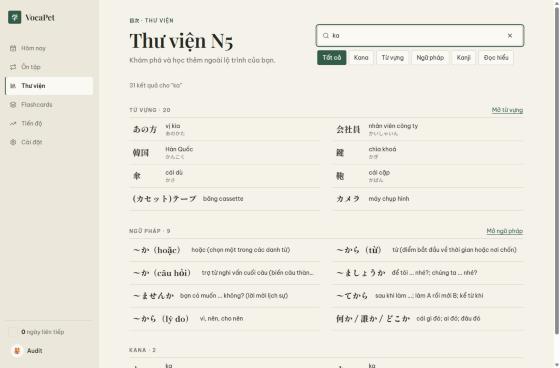 学 VocaPet
Hôm nay
Ôn tập
Thư viện
Flashcards
Tiến độ
Cài đặt
0 ngày liên tiếp
Audit
THƯ VIỆN
Thư viện N5
Khám phá và học thêm ngoài lộ trình của bạn.
ka
✕
Tất cả
Kana
Từ vựng
Ngữ pháp
Kanji
Đọc hiểu
31 kết quả cho "ka"
TỪ VỰNG · 20
Mở từ vựng
あの方 vị kia
あのかた
会社員 nhân viên công ty
かいしゃいん
韓国 Hàn Quốc
かんこく
鍵 chìa khoá
かぎ
傘 cái dù
かさ
鞄 cái cặp
かばん
(カセット)テープ băng cassette
カメラ máy chụp hình
NGỮ PHÁP · 9
Mở ngữ pháp
〜か (hoặc) hoặc (chọn một trong các danh từ)
〜から (từ) từ (điểm bắt đầu về thời gian hoặc nơi chốn)
〜か (câu hỏi) trợ từ nghi vấn cuối câu (biến câu thàn...
〜ましょうか để tôi ... nhé?; chúng ta ... nhé?
〜ませんか bạn có muốn ... không? (lời mời lịch sự)
〜てから sau khi làm ...; làm A rồi mới B; kể từ khi
〜から (lý do) vì, nên, cho nên
何か / 誰か / どこか cái gì đó; ai đó; đâu đó
KANA · 2
ka
ka